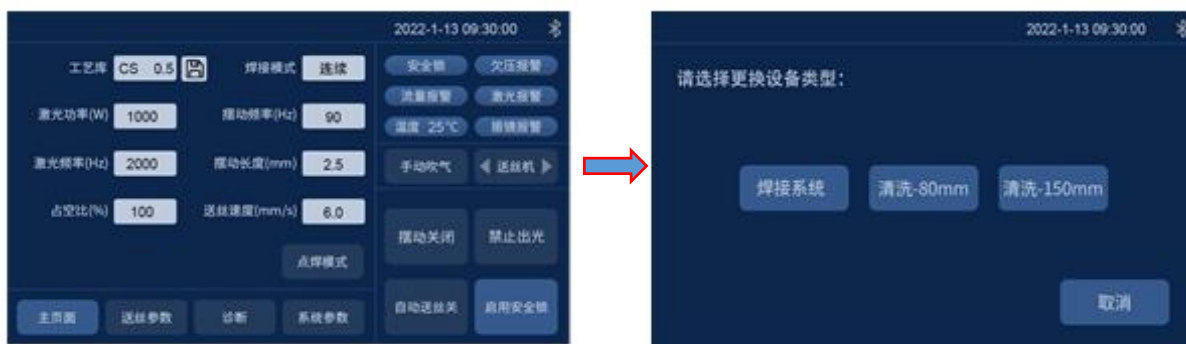 2022-1-13 09:30:00
工艺库 CS 0.5 焊接模式 连续
激光功率(W) 1000 摆动频率(Hz) 90
激光频率(Hz) 2000 摆动长度(mm) 2.5
占空比(%) 100 送丝速度(mm/s) 6.0
点焊模式
主页面 送丝参数 诊断 系统参数
安全锁 欠压报警
流量报警 激光报警
温度 25℃ 振镜报警
手动吹气 送丝机
摆动关闭 禁止出光
自动送丝关 启用安全锁
2022-1-13 09:30:00
请选择更换设备类型：
焊接系统 清洗-80mm 清洗-150mm
取消